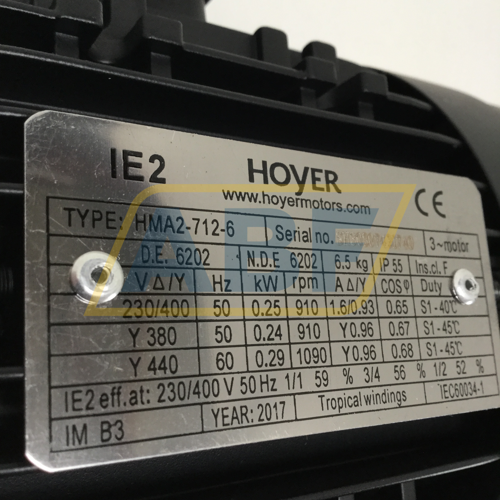 IE2 HOYER CE
www.hoyermotors.com
TYPE: HMA2-712-6 Serial no. 3~motor
D.E. 6202 N.D.E 6202 6.5 kg IP 55 Ins.cl. F
V Δ/Y Hz kW rpm A Δ/Y COS φ Duty
230/400 50 0.25 910 1.6/0.93 0.65 S1-40°C
Y 380 50 0.24 910 Y0.96 0.67 S1-45°C
Y 440 60 0.29 1090 Y0.96 0.68 S1-45°C
IE2 eff.at: 230/400 V 50 Hz 1/1 59 % 3/4 56 % 1/2 52 %
IM B3 YEAR: 2017 Tropical windings IEC60034-1